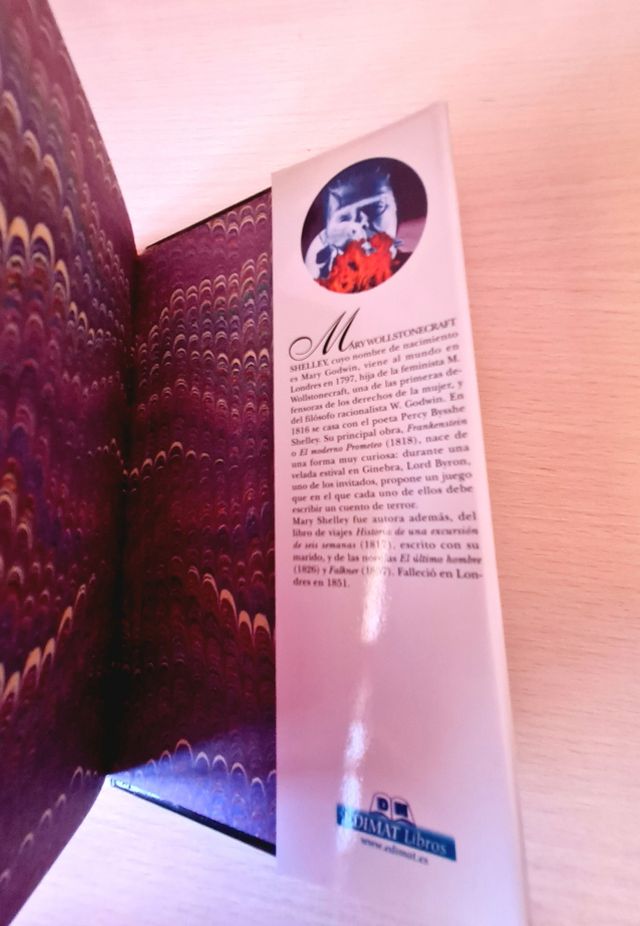 MARY WOLLSTONECRAFT
SHELLEY, cuyo nombre de nacimiento
es Mary Godwin, viene al mundo en
Londres en 1797, hija de la feminista M.
Wollstonecraft, una de las primeras de-
fensoras de los derechos de la mujer, y
del filósofo racionalista W. Godwin. En
1816 se casa con el poeta Percy Bysshe
Shelley. Su principal obra, Frankenstein
o El moderno Prometeo (1818), nace de
una forma muy curiosa: durante una
velada estival en Ginebra, Lord Byron,
uno de los invitados, propone un juego
que en el que cada uno de ellos debe
escribir un cuento de terror.
Mary Shelley fue autora además, del
libro de viajes Historia de una excursión
de seis semanas (1817), escrito con su
marido, y de las novelas El último hombre
(1826) y Falkner (1837). Falleció en Lon-
dres en 1851.
EDIMAT Libros
www.edimat.es